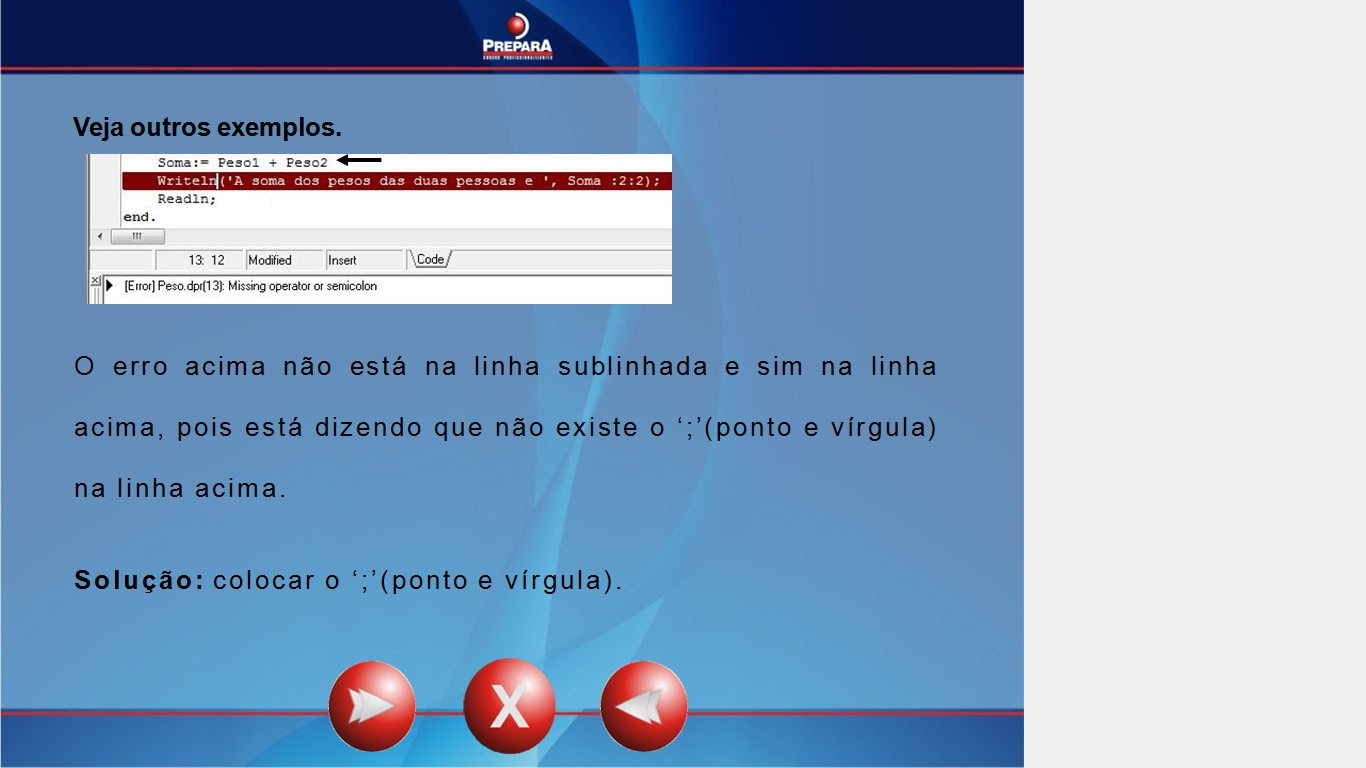 PREPARA
CURSOS PROFISSIONALIZANTES
Veja outros exemplos.
Soma:= Peso1 + Peso2
Writeln('A soma dos pesos das duas pessoas e ', Soma :2:2);
Readln;
end.
13: 12 Modified Insert \Code/
[Error] Peso.dpr(13): Missing operator or semicolon
O erro acima não está na linha sublinhada e sim na linha
acima, pois está dizendo que não existe o ‘;’(ponto e vírgula)
na linha acima.
Solução: colocar o ‘;’(ponto e vírgula).
X